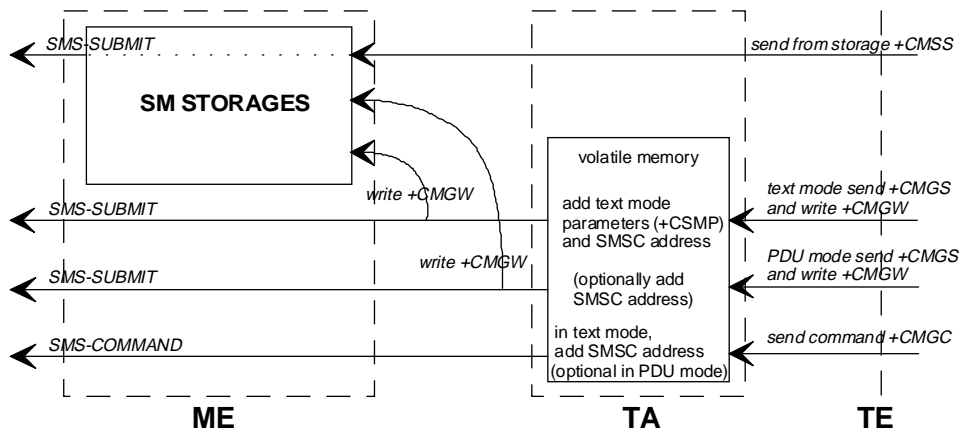 SMS-SUBMIT
send from storage +CMSS
SM STORAGES
volatile memory
write +CMGW
text mode send +CMGS
and write +CMGW
SMS-SUBMIT
add text mode
parameters (+CSMP)
and SMSC address
PDU mode send +CMGS
and write +CMGW
write +CMGW
SMS-SUBMIT
(optionally add
SMSC address)
send command +CMGC
SMS-COMMAND
in text mode,
add SMSC address
(optional in PDU mode)
ME
TA
TE